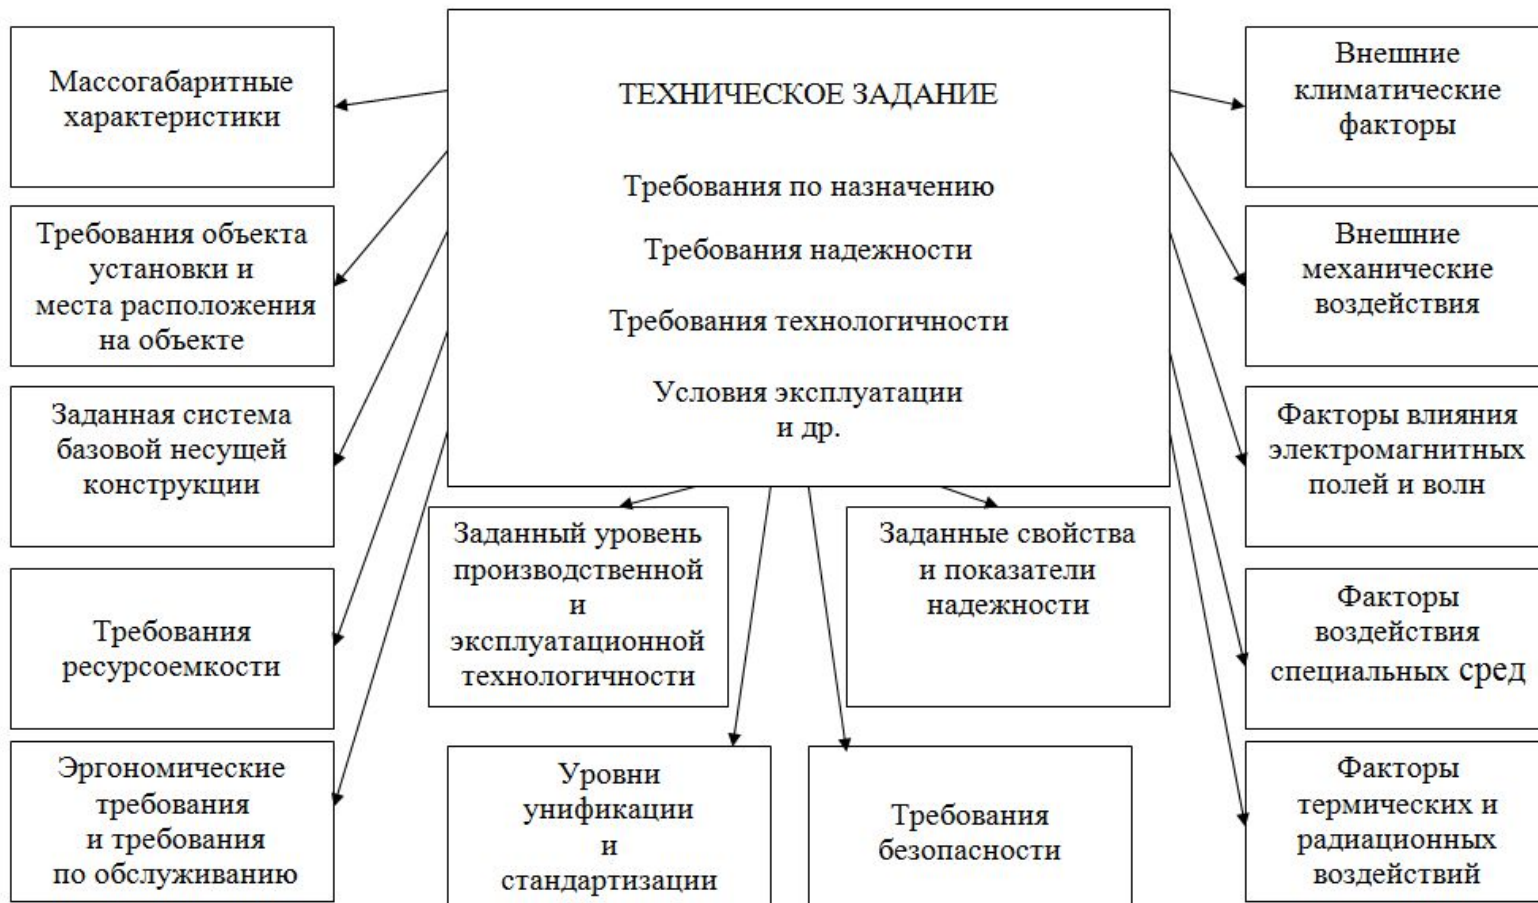 ТЕХНИЧЕСКОЕ ЗАДАНИЕ
Требования по назначению
Требования надежности
Требования технологичности
Условия эксплуатации
и др.
Массогабаритные
характеристики
Требования объекта
установки и
места расположения
на объекте
Заданная система
базовой несущей
конструкции
Требования
ресурсоемкости
Эргономические
требования
и требования
по обслуживанию
Заданный уровень
производственной
и
эксплуатационной
технологичности
Уровни
унификации
и
стандартизации
Заданные свойства
и показатели
надежности
Требования
безопасности
Внешние
климатические
факторы
Внешние
механические
воздействия
Факторы влияния
электромагнитных
полей и волн
Факторы
воздействия
специальных сред
Факторы
термических и
радиационных
воздействий